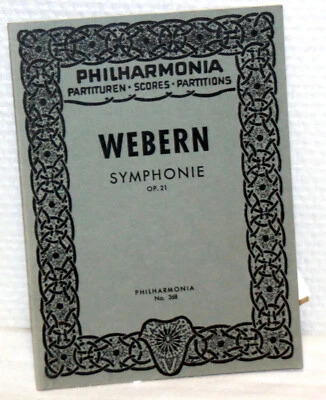 PHILHARMONIA
PARTITUREN · SCORES · PARTITIONS
WEBERN
SYMPHONIE
OP. 21
PHILHARMONIA
No. 368